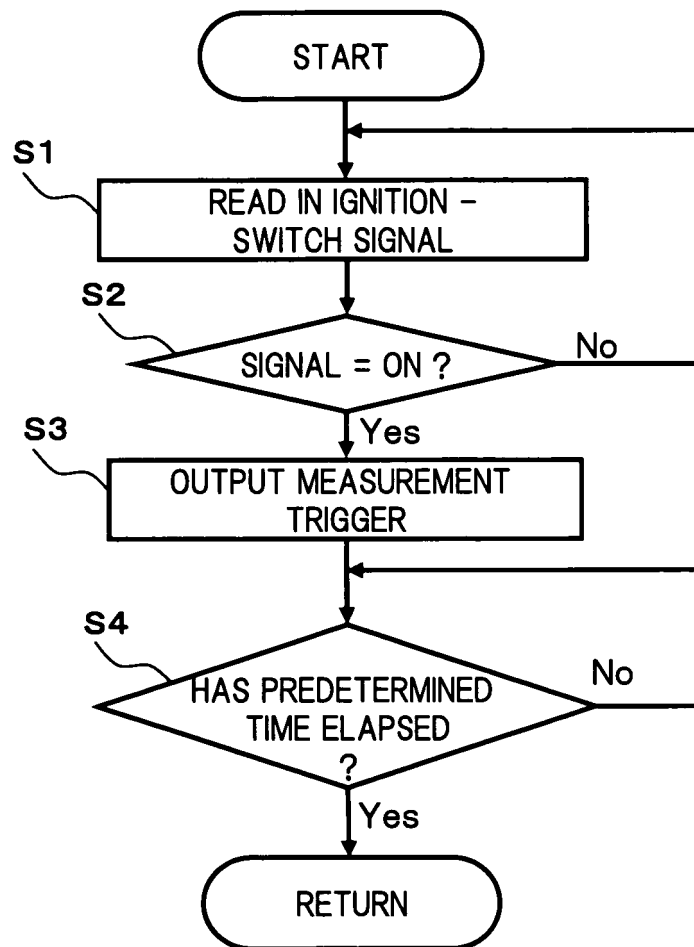 START
S1
READ IN IGNITION –
SWITCH SIGNAL
S2
SIGNAL = ON ?
No
Yes
S3
OUTPUT MEASUREMENT
TRIGGER
S4
HAS PREDETERMINED
TIME ELAPSED
?
No
Yes
RETURN